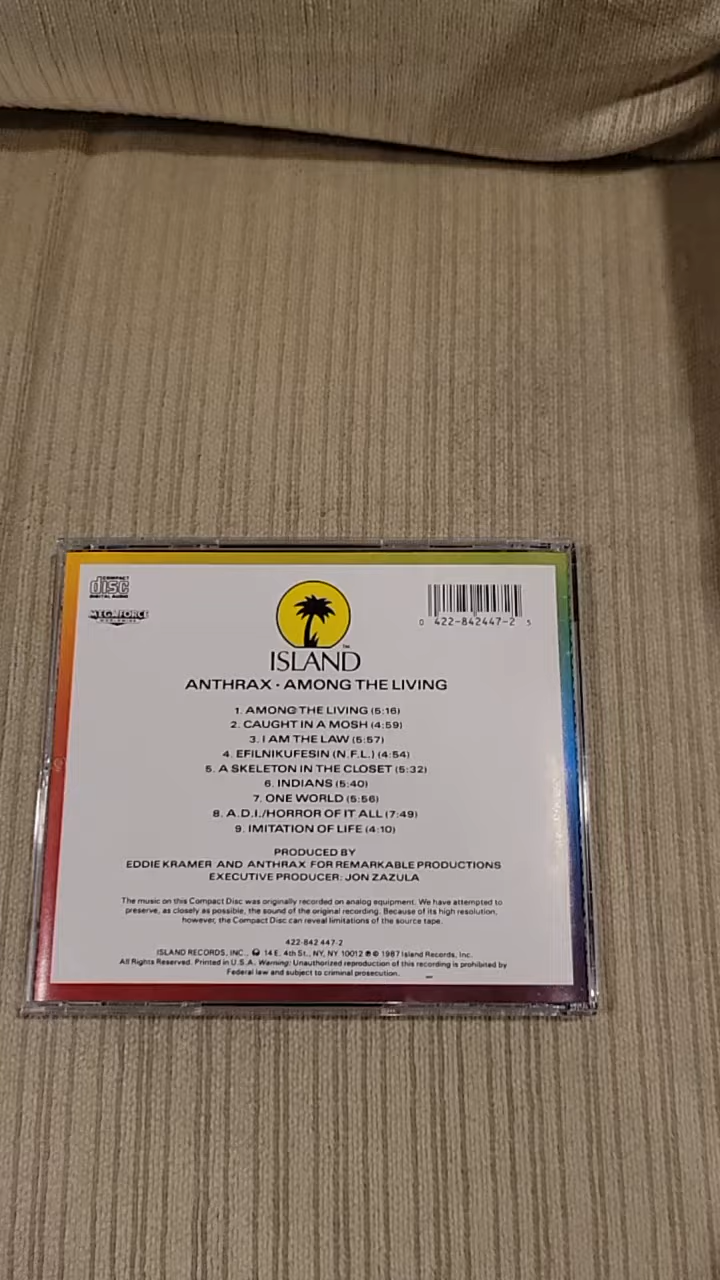 COMPACT
disc
DIGITAL AUDIO
MEGAFORCE
WORLDWIDE
0 422-842447-2 5
ISLAND™
ANTHRAX · AMONG THE LIVING
1. AMONG THE LIVING (5:16)
2. CAUGHT IN A MOSH (4:59)
3. I AM THE LAW (5:57)
4. EFILNIKUFESIN (N.F.L.) (4:54)
5. A SKELETON IN THE CLOSET (5:32)
6. INDIANS (5:40)
7. ONE WORLD (5:56)
8. A.D.I./HORROR OF IT ALL (7:49)
9. IMITATION OF LIFE (4:10)
PRODUCED BY
EDDIE KRAMER AND ANTHRAX FOR REMARKABLE PRODUCTIONS
EXECUTIVE PRODUCER: JON ZAZULA
The music on this Compact Disc was originally recorded on analog equipment. We have attempted to
preserve, as closely as possible, the sound of the original recording. Because of its high resolution,
however, the Compact Disc can reveal limitations of the source tape.
422-842 447-2
ISLAND RECORDS, INC., 14 E. 4th St., NY, NY 10012 ℗ © 1987 Island Records, Inc.
All Rights Reserved. Printed in U.S.A. Warning: Unauthorized reproduction of this recording is prohibited by
Federal law and subject to criminal prosecution.